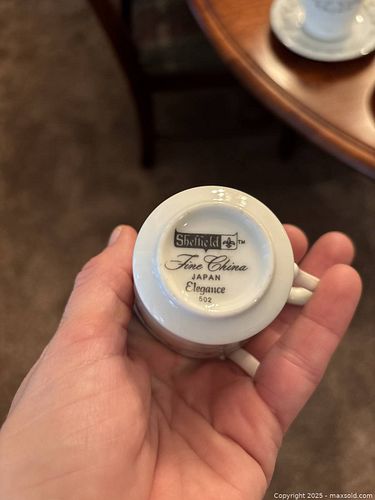 Sheffield ™
Fine China
JAPAN
Elegance
502
Copyright 2025 - maxsold.com